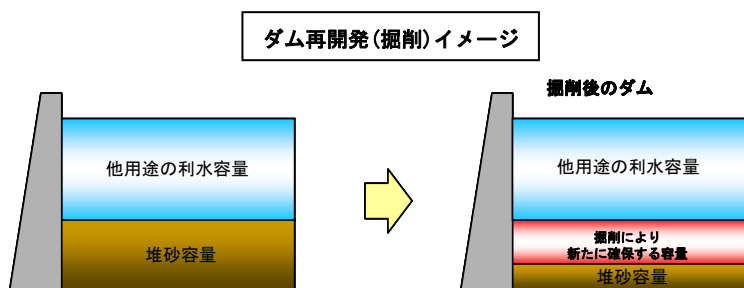 ダム再開発(掘削)イメージ
掘削後のダム
他用途の利水容量
堆砂容量
他用途の利水容量
掘削により
新たに確保する容量
堆砂容量